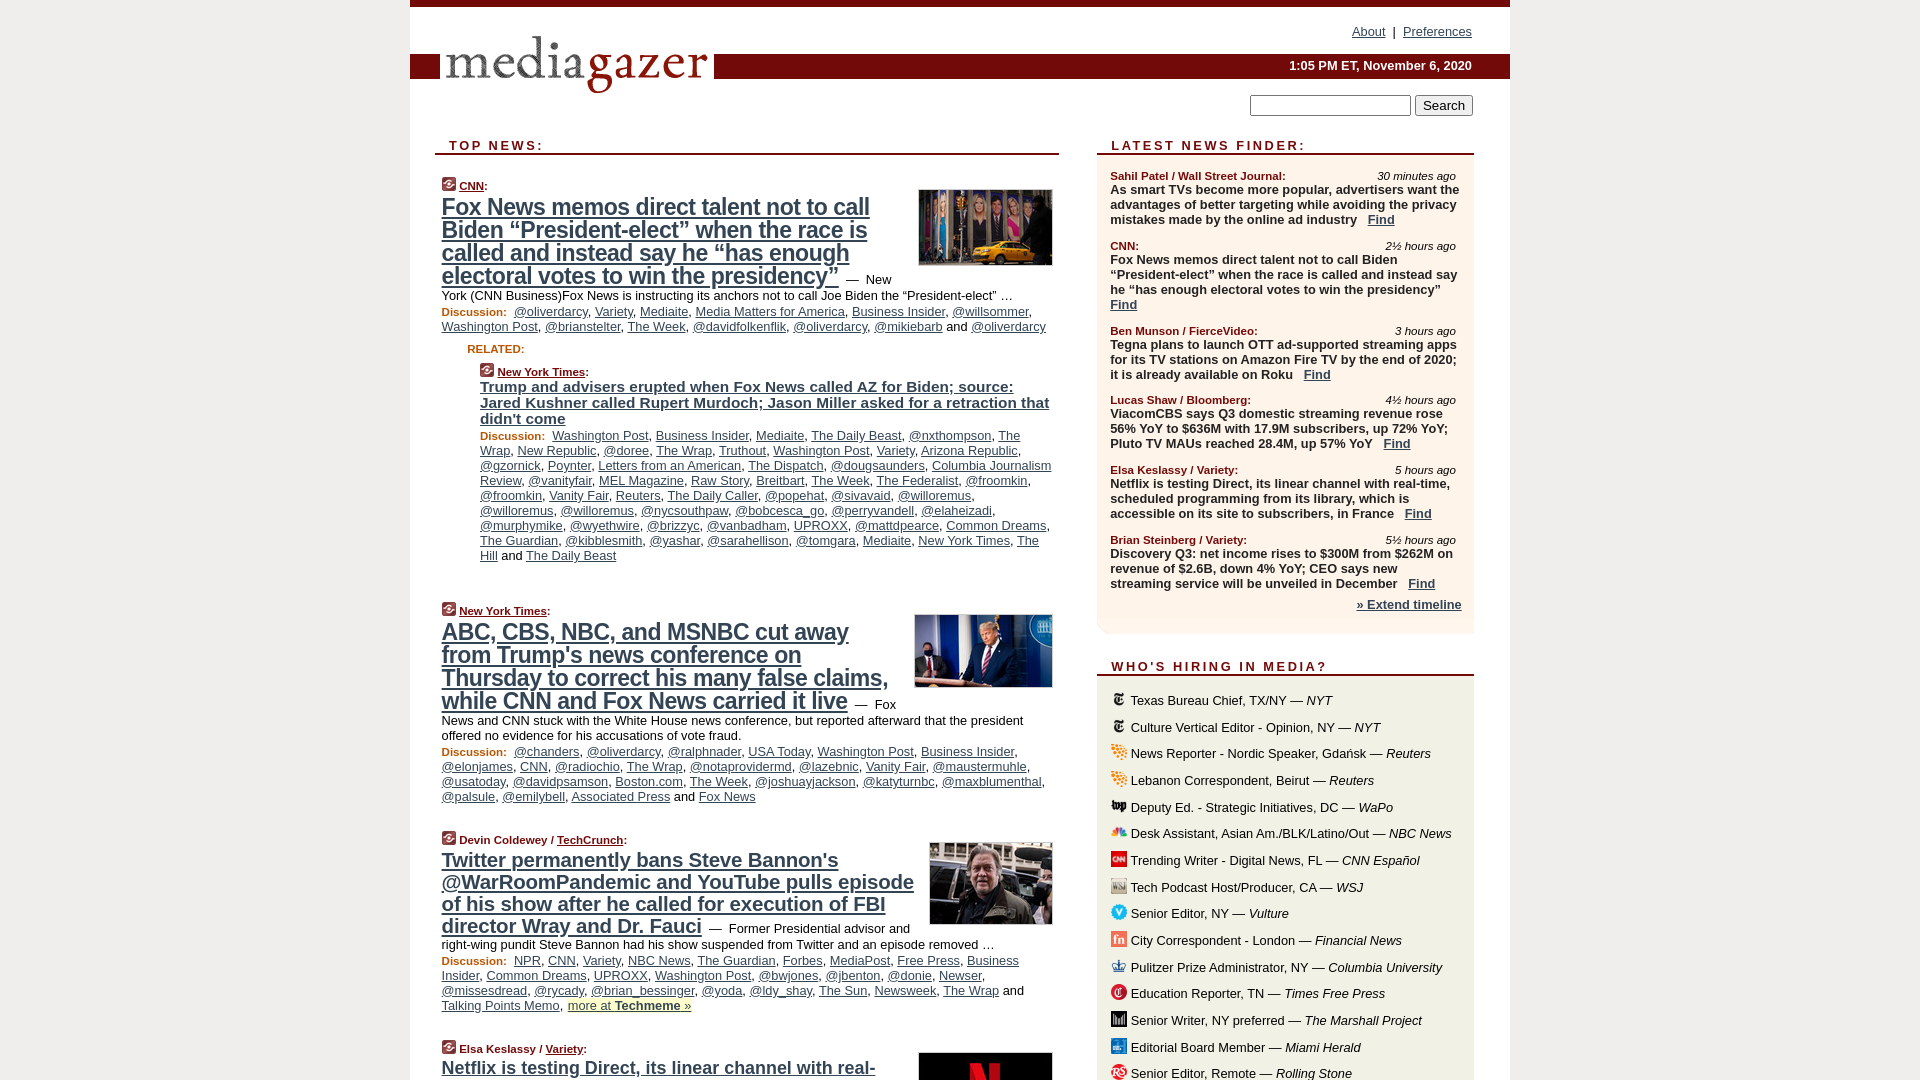 About | Preferences
mediagazer
1:05 PM ET, November 6, 2020
Search
TOP NEWS:
CNN:
Fox News memos direct talent not to call
Biden “President-elect” when the race is
called and instead say he “has enough
electoral votes to win the presidency” — New
York (CNN Business)Fox News is instructing its anchors not to call Joe Biden the “President-elect” …
Discussion: @oliverdarcy, Variety, Mediaite, Media Matters for America, Business Insider, @willsommer,
Washington Post, @brianstelter, The Week, @davidfolkenflik, @oliverdarcy, @mikiebarb and @oliverdarcy
RELATED:
New York Times:
Trump and advisers erupted when Fox News called AZ for Biden; source:
Jared Kushner called Rupert Murdoch; Jason Miller asked for a retraction that
didn't come
Discussion: Washington Post, Business Insider, Mediaite, The Daily Beast, @nxthompson, The
Wrap, New Republic, @doree, The Wrap, Truthout, Washington Post, Variety, Arizona Republic,
@gzornick, Poynter, Letters from an American, The Dispatch, @dougsaunders, Columbia Journalism
Review, @vanityfair, MEL Magazine, Raw Story, Breitbart, The Week, The Federalist, @froomkin,
@froomkin, Vanity Fair, Reuters, The Daily Caller, @popehat, @sivavaid, @willoremus,
@willoremus, @willoremus, @nycsouthpaw, @bobcesca_go, @perryvandell, @elaheizadi,
@murphymike, @wyethwire, @brizzyc, @vanbadham, UPROXX, @mattdpearce, Common Dreams,
The Guardian, @kibblesmith, @yashar, @sarahellison, @tomgara, Mediaite, New York Times, The
Hill and The Daily Beast
New York Times:
ABC, CBS, NBC, and MSNBC cut away
from Trump's news conference on
Thursday to correct his many false claims,
while CNN and Fox News carried it live — Fox
News and CNN stuck with the White House news conference, but reported afterward that the president
offered no evidence for his accusations of vote fraud.
Discussion: @chanders, @oliverdarcy, @ralphnader, USA Today, Washington Post, Business Insider,
@elonjames, CNN, @radiochio, The Wrap, @notaprovidermd, @lazebnic, Vanity Fair, @maustermuhle,
@usatoday, @davidpsamson, Boston.com, The Week, @joshuayjackson, @katyturnbc, @maxblumenthal,
@palsule, @emilybell, Associated Press and Fox News
Devin Coldewey / TechCrunch:
Twitter permanently bans Steve Bannon's
@WarRoomPandemic and YouTube pulls episode
of his show after he called for execution of FBI
director Wray and Dr. Fauci — Former Presidential advisor and
right-wing pundit Steve Bannon had his show suspended from Twitter and an episode removed …
Discussion: NPR, CNN, Variety, NBC News, The Guardian, Forbes, MediaPost, Free Press, Business
Insider, Common Dreams, UPROXX, Washington Post, @bwjones, @jbenton, @donie, Newser,
@missesdread, @rycady, @brian_bessinger, @yoda, @ldy_shay, The Sun, Newsweek, The Wrap and
Talking Points Memo, more at Techmeme »
Elsa Keslassy / Variety:
Netflix is testing Direct, its linear channel with real-
LATEST NEWS FINDER:
Sahil Patel / Wall Street Journal: 30 minutes ago
As smart TVs become more popular, advertisers want the
advantages of better targeting while avoiding the privacy
mistakes made by the online ad industry Find
CNN: 2½ hours ago
Fox News memos direct talent not to call Biden
“President-elect” when the race is called and instead say
he “has enough electoral votes to win the presidency”
Find
Ben Munson / FierceVideo: 3 hours ago
Tegna plans to launch OTT ad-supported streaming apps
for its TV stations on Amazon Fire TV by the end of 2020;
it is already available on Roku Find
Lucas Shaw / Bloomberg: 4½ hours ago
ViacomCBS says Q3 domestic streaming revenue rose
56% YoY to $636M with 17.9M subscribers, up 72% YoY;
Pluto TV MAUs reached 28.4M, up 57% YoY Find
Elsa Keslassy / Variety: 5 hours ago
Netflix is testing Direct, its linear channel with real-time,
scheduled programming from its library, which is
accessible on its site to subscribers, in France Find
Brian Steinberg / Variety: 5½ hours ago
Discovery Q3: net income rises to $300M from $262M on
revenue of $2.6B, down 4% YoY; CEO says new
streaming service will be unveiled in December Find
» Extend timeline
WHO'S HIRING IN MEDIA?
Texas Bureau Chief, TX/NY — NYT
Culture Vertical Editor - Opinion, NY — NYT
News Reporter - Nordic Speaker, Gdańsk — Reuters
Lebanon Correspondent, Beirut — Reuters
Deputy Ed. - Strategic Initiatives, DC — WaPo
Desk Assistant, Asian Am./BLK/Latino/Out — NBC News
Trending Writer - Digital News, FL — CNN Español
Tech Podcast Host/Producer, CA — WSJ
Senior Editor, NY — Vulture
City Correspondent - London — Financial News
Pulitzer Prize Administrator, NY — Columbia University
Education Reporter, TN — Times Free Press
Senior Writer, NY preferred — The Marshall Project
Editorial Board Member — Miami Herald
Senior Editor, Remote — Rolling Stone